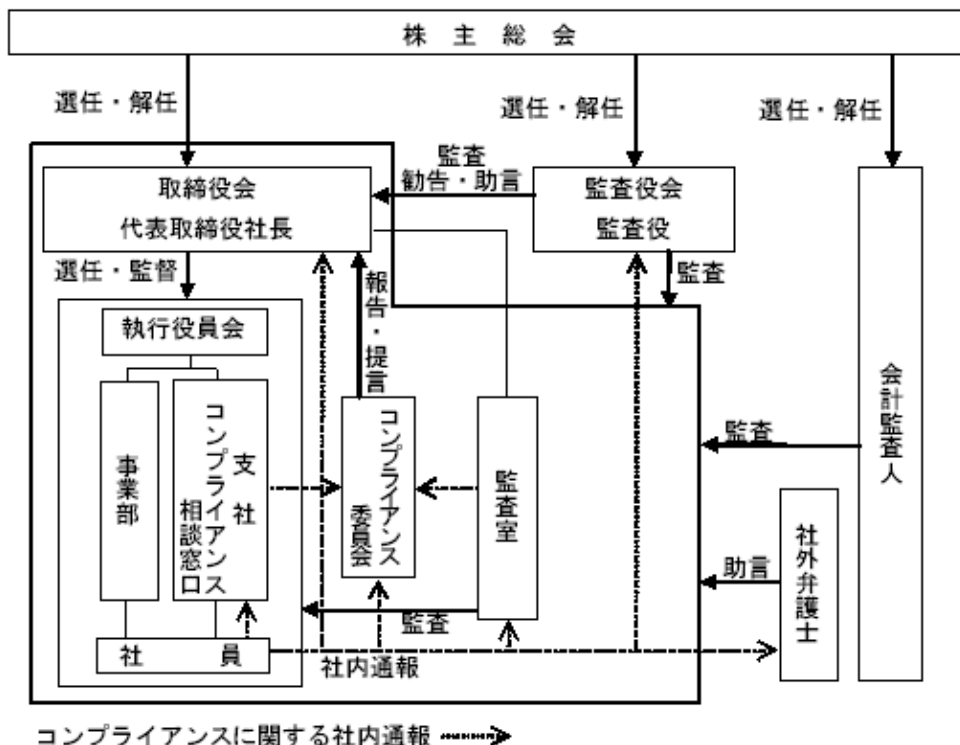 株主総会
選任・解任
選任・解任
選任・解任
監査
勧告・助言
取締役会
代表取締役社長
監査役会
監査役
選任・監督
監査
報告・提言
執行役員会
事業部
支社
コンプライアンス
相談窓口
コンプライアンス
委員会
監査室
会計監査人
監査
社外弁護士
助言
監査
社員
社内通報
コンプライアンスに関する社内通報